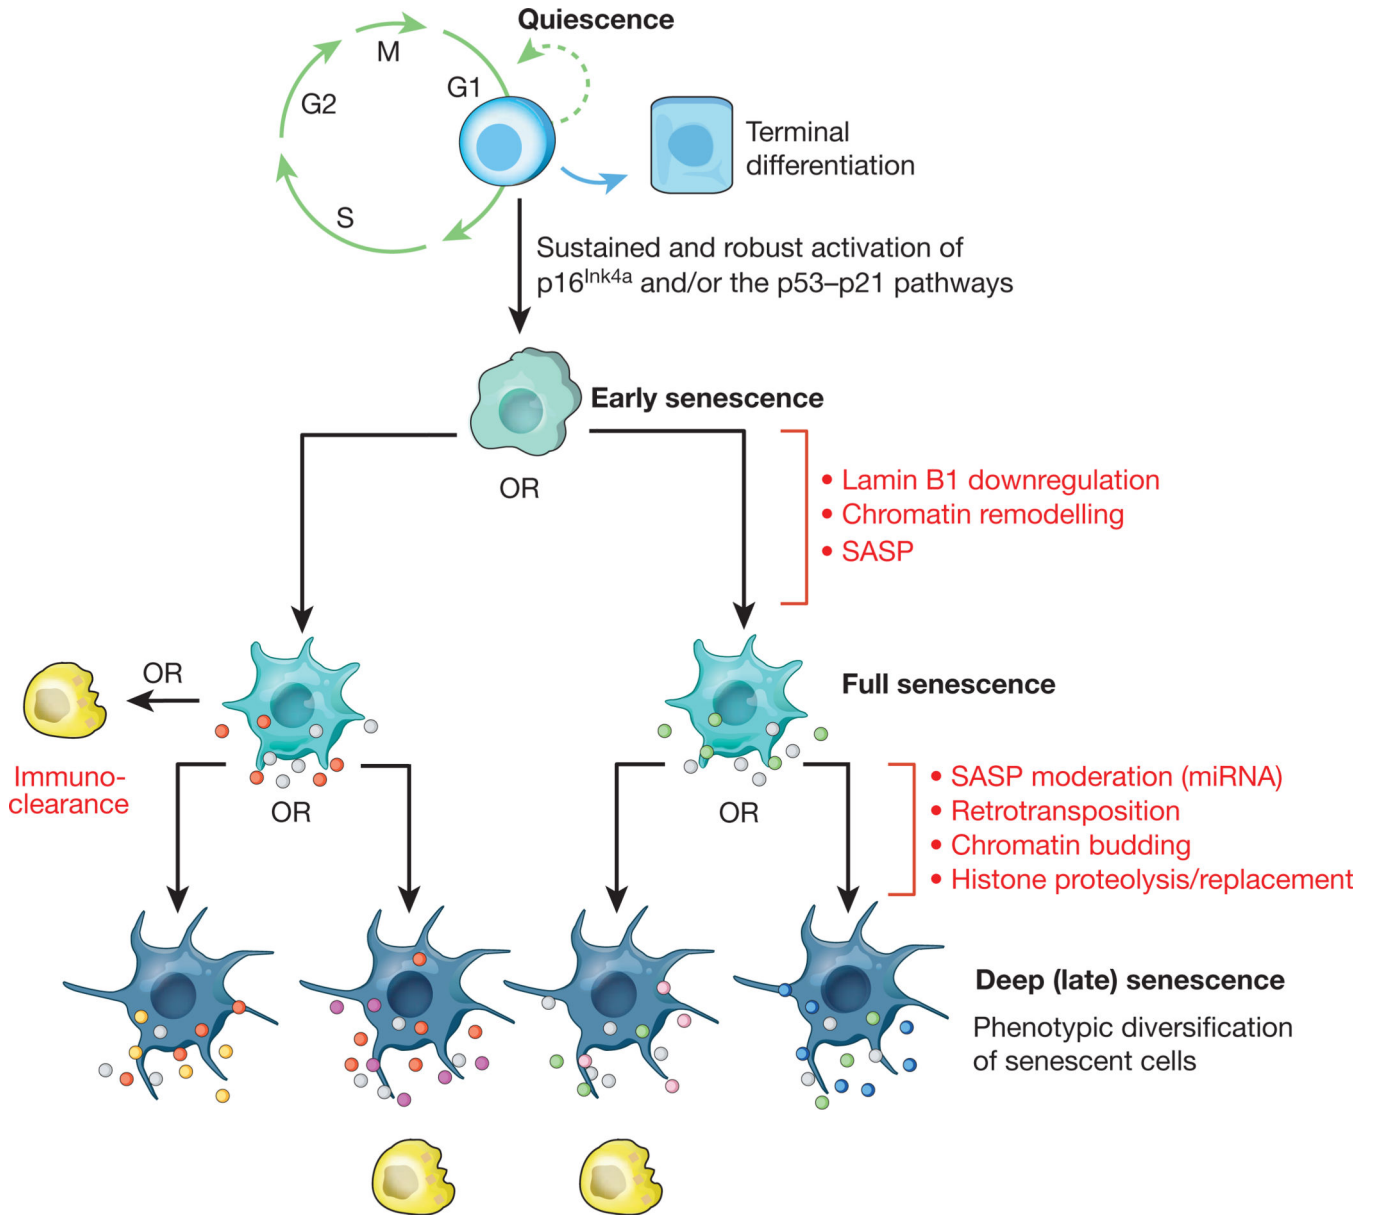 Quiescence
M
G1
G2
S
Terminal
differentiation
Sustained and robust activation of
p16Ink4a and/or the p53–p21 pathways
Early senescence
OR
• Lamin B1 downregulation
• Chromatin remodelling
• SASP
OR
Full senescence
Immuno-
clearance
OR
OR
• SASP moderation (miRNA)
• Retrotransposition
• Chromatin budding
• Histone proteolysis/replacement
Deep (late) senescence
Phenotypic diversification
of senescent cells